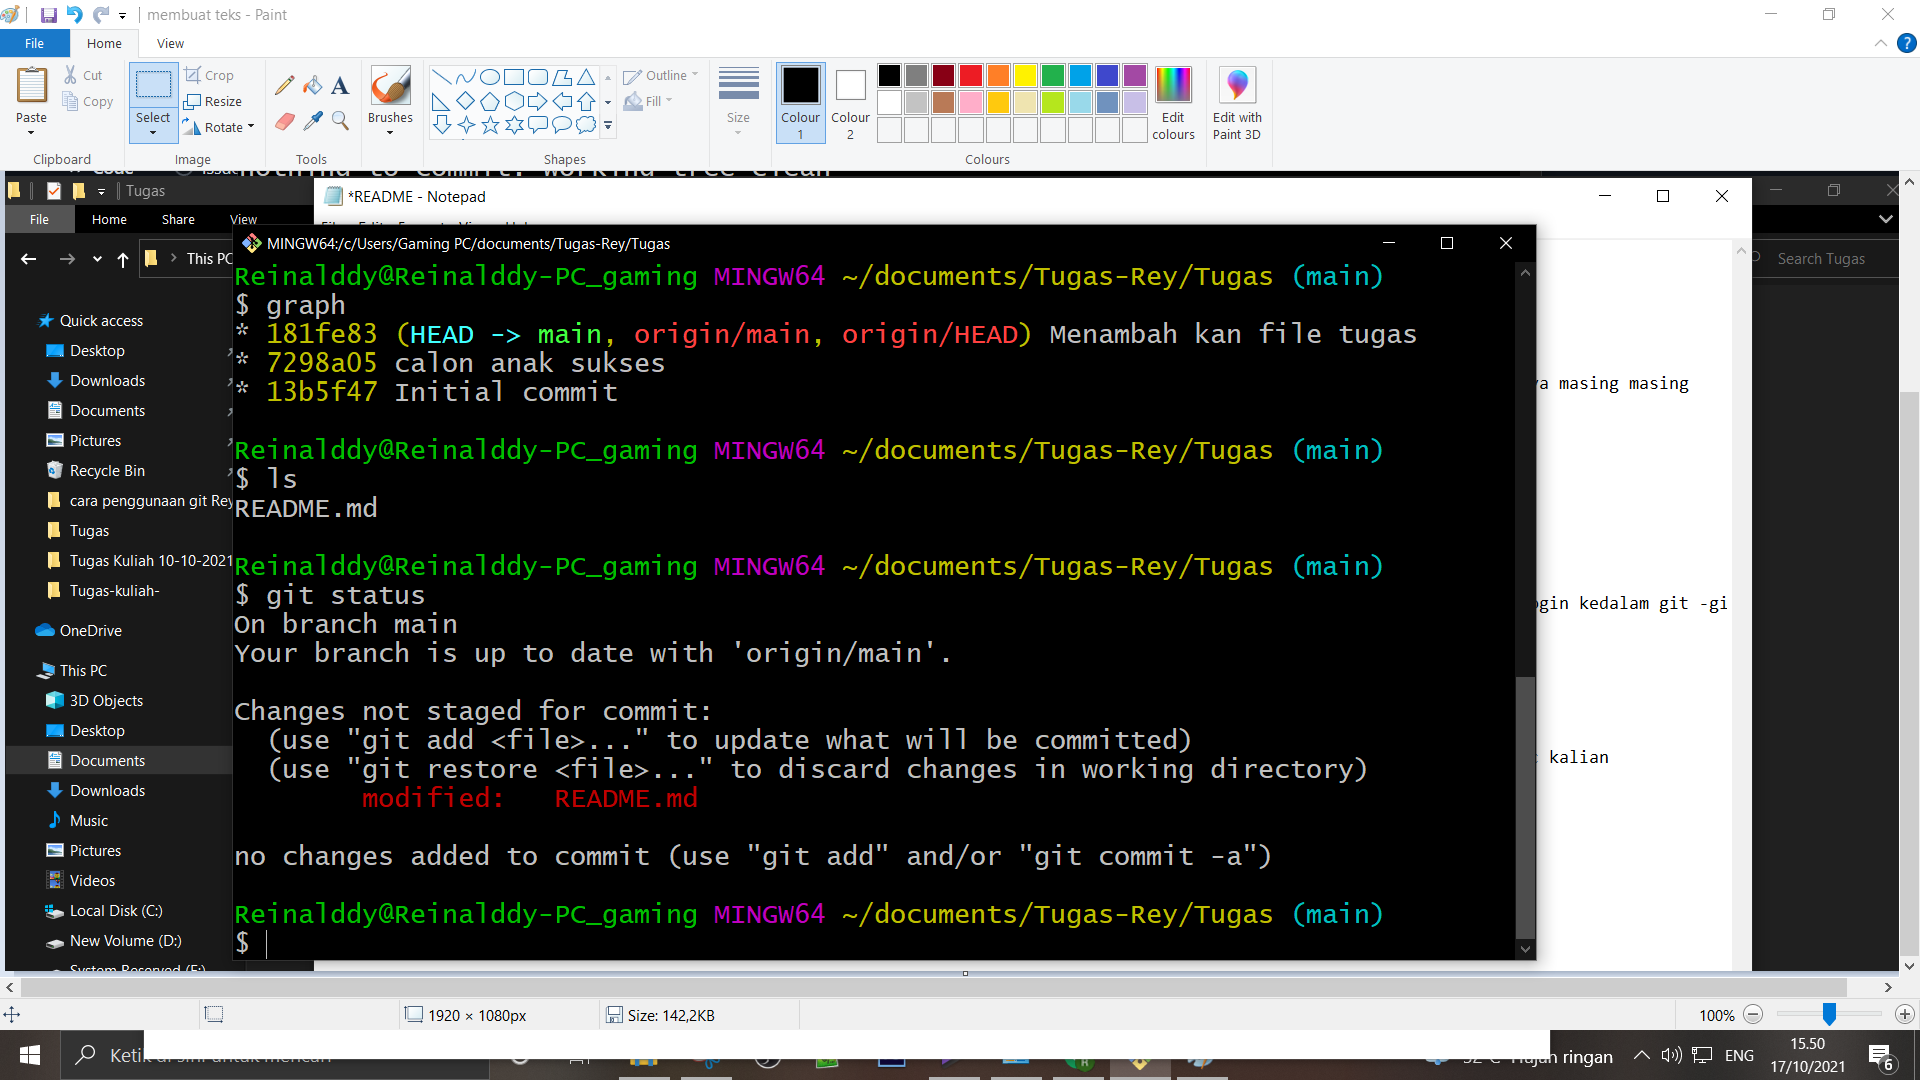 membuat teks - Paint
File Home View
Paste
Cut
Copy
Clipboard
Select
Crop
Resize
Rotate
Image
Tools
Brushes
Shapes
Outline
Fill
Size
Colour 1
Colour 2
Edit colours
Edit with Paint 3D
Colours
nothing to commit. working tree clean
Tugas
File Home Share View
This PC
Search Tugas
*README - Notepad
Quick access
Desktop
Downloads
Documents
Pictures
Recycle Bin
cara penggunaan git Rey
Tugas
Tugas Kuliah 10-10-2021
Tugas-kuliah-
OneDrive
This PC
3D Objects
Desktop
Documents
Downloads
Music
Pictures
Videos
Local Disk (C:)
New Volume (D:)
MINGW64:/c/Users/Gaming PC/documents/Tugas-Rey/Tugas
Reinalddy@Reinalddy-PC_gaming MINGW64 ~/documents/Tugas-Rey/Tugas (main)
$ graph
* 181fe83 (HEAD -> main, origin/main, origin/HEAD) Menambah kan file tugas
* 7298a05 calon anak sukses
* 13b5f47 Initial commit
Reinalddy@Reinalddy-PC_gaming MINGW64 ~/documents/Tugas-Rey/Tugas (main)
$ ls
README.md
Reinalddy@Reinalddy-PC_gaming MINGW64 ~/documents/Tugas-Rey/Tugas (main)
$ git status
On branch main
Your branch is up to date with 'origin/main'.
Changes not staged for commit:
(use "git add <file>..." to update what will be committed)
(use "git restore <file>..." to discard changes in working directory)
modified: README.md
no changes added to commit (use "git add" and/or "git commit -a")
Reinalddy@Reinalddy-PC_gaming MINGW64 ~/documents/Tugas-Rey/Tugas (main)
$
masing masing
kedalam git -gi
kalian
1920 × 1080px
Size: 142,2KB
100%
Hujan ringan
ENG
15.50
17/10/2021
6